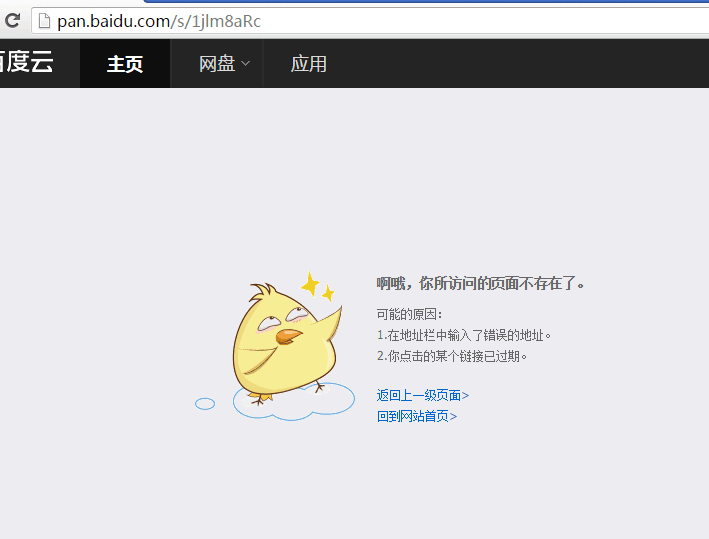 pan.baidu.com/s/1jlm8aRc
百度云 主页 网盘 应用
啊哦，你所访问的页面不存在了。
可能的原因：
1.在地址栏中输入了错误的地址。
2.你点击的某个链接已过期。
返回上一级页面>
回到网站首页>